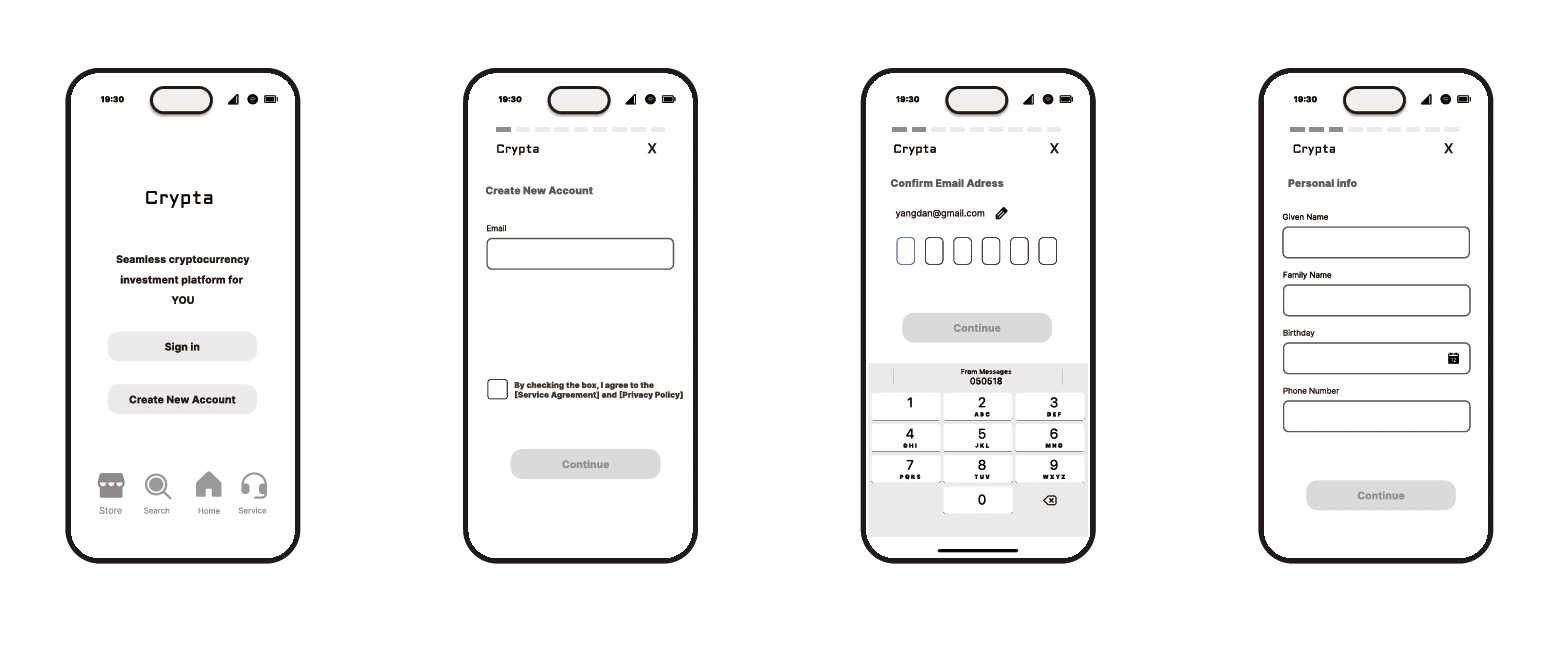 19:30
Crypta
Seamless cryptocurrency
investment platform for
YOU
Sign in
Create New Account
Store
Search
Home
Service
19:30
Crypta
X
Create New Account
Email
By checking the box, I agree to the
[Service Agreement] and [Privacy Policy]
Continue
19:30
Crypta
X
Confirm Email Adress
yangdan@gmail.com
Continue
From Messages
050518
1
2
ABC
3
DEF
4
GHI
5
JKL
6
MNO
7
PQRS
8
TUV
9
WXYZ
0
19:30
Crypta
X
Personal info
Given Name
Family Name
Birthday
12
Phone Number
Continue